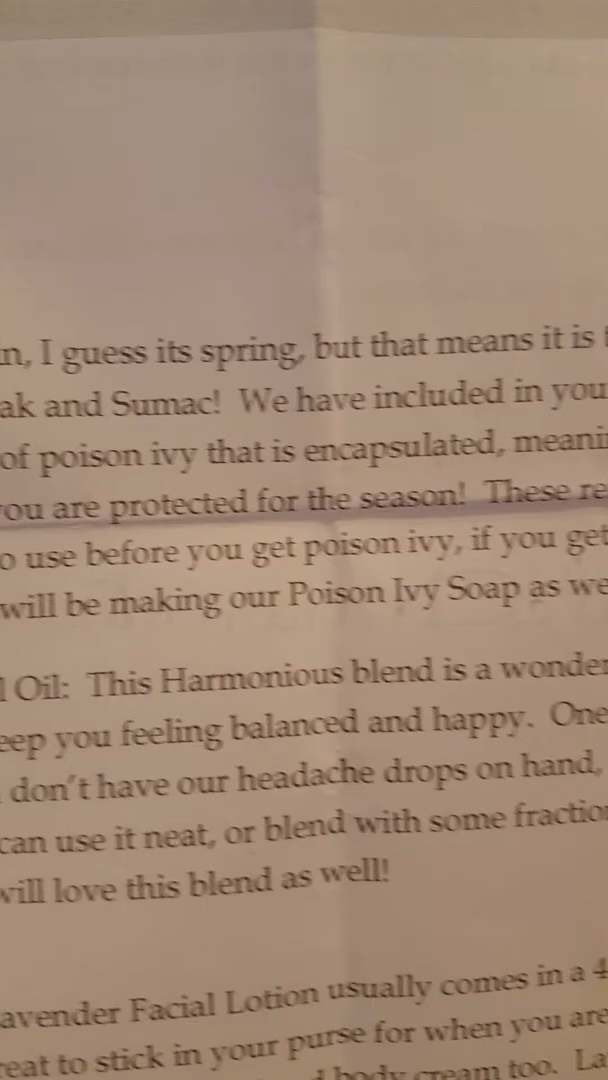 n, I guess its spring, but that means it is
ak and Sumac! We have included in you
of poison ivy that is encapsulated, meani
you are protected for the season! These re
o use before you get poison ivy, if you get
will be making our Poison Ivy Soap as we
l Oil: This Harmonious blend is a wonder
eep you feeling balanced and happy. One
don't have our headache drops on hand,
can use it neat, or blend with some fractio
will love this blend as well!
avender Facial Lotion usually comes in a 4
reat to stick in your purse for when you are
body cream too. La